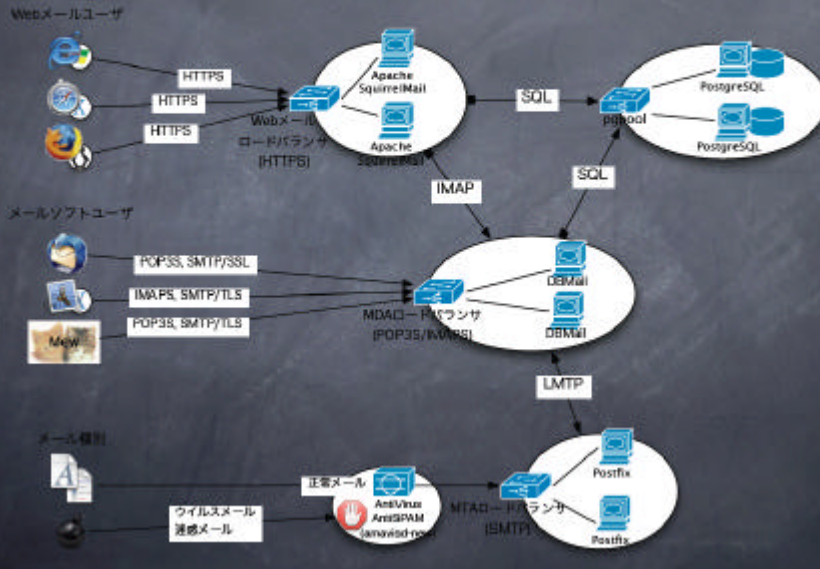 Webメールユーザ
HTTPS
HTTPS
HTTPS
Webメール
ロードバランサ
(HTTPS)
Apache
SquirrelMail
Apache
SquirrelMail
SQL
pgpool
PostgreSQL
PostgreSQL
IMAP
SQL
メールソフトユーザ
POP3S, SMTP/SSL
IMAPS, SMTP/TLS
POP3S, SMTP/TLS
Mew
MDAロードバランサ
(POP3S/IMAPS)
DBMail
DBMail
LMTP
メール種別
正常メール
ウイルスメール
迷惑メール
AntiVirus
AntiSPAM
(amavisd-new)
MTAロードバランサ
(SMTP)
Postfix
Postfix